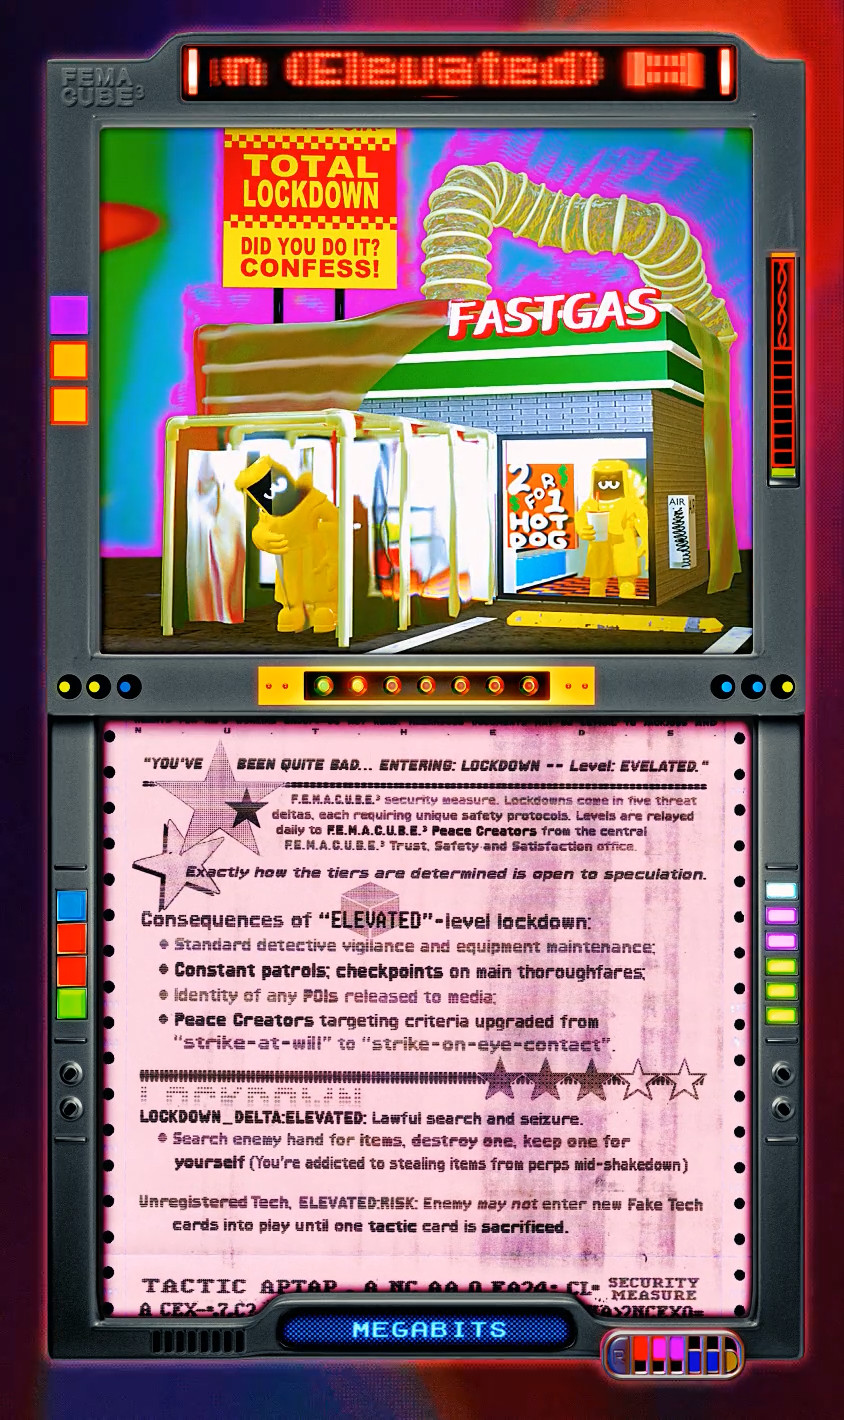 n (Elevated)
FEMA
CUBE³
TOTAL
LOCKDOWN
DID YOU DO IT?
CONFESS!
FASTGAS
2
FOR
1
HOT
DOG
AIR
N . U . T . H . E . D . S .
"YOU'VE BEEN QUITE BAD... ENTERING: LOCKDOWN -- Level: EVELATED."
F.E.M.A.C.U.B.E.³ security measure. Lockdowns come in five threat
deltas, each requiring unique safety protocols. Levels are relayed
daily to F.E.M.A.C.U.B.E.³ Peace Creators from the central
F.E.M.A.C.U.B.E.³ Trust, Safety and Satisfaction office.
Exactly how the tiers are determined is open to speculation.
Consequences of "ELEVATED"-level lockdown:
Standard detective vigilance and equipment maintenance;
Constant patrols; checkpoints on main thoroughfares;
Identity of any POIs released to media;
Peace Creators targeting criteria upgraded from
"strike-at-will" to "strike-on-eye-contact".
LOCKDOWN_DELTA:ELEVATED: Lawful search and seizure.
Search enemy hand for items, destroy one, keep one for
yourself (You're addicted to stealing items from perps mid-shakedown)
Unregistered Tech, ELEVATED:RISK: Enemy may not enter new Fake Tech
cards into play until one tactic card is sacrificed.
TACTIC
SECURITY
MEASURE
MEGABITS